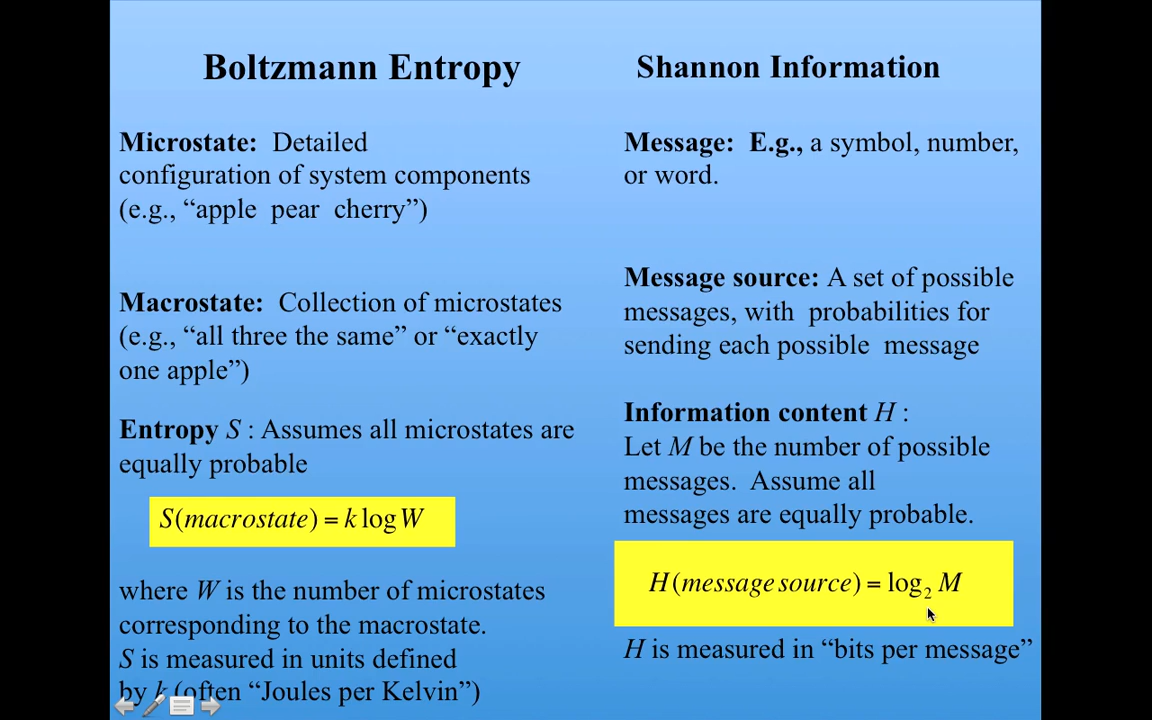 Boltzmann Entropy
Microstate: Detailed
configuration of system components
(e.g., “apple pear cherry”)
Macrostate: Collection of microstates
(e.g., “all three the same” or “exactly
one apple”)
Entropy S : Assumes all microstates are
equally probable
S(macrostate) = k log W
where W is the number of microstates
corresponding to the macrostate.
S is measured in units defined
by k (often “Joules per Kelvin”)
Shannon Information
Message: E.g., a symbol, number,
or word.
Message source: A set of possible
messages, with probabilities for
sending each possible message
Information content H :
Let M be the number of possible
messages. Assume all
messages are equally probable.
H(message source) = log₂ M
H is measured in “bits per message”